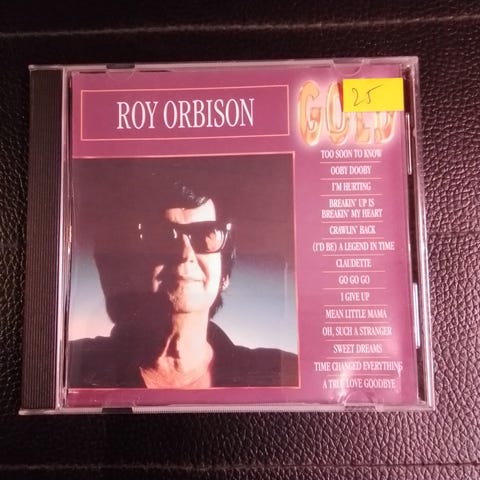 ROY ORBISON
GOLD
25
TOO SOON TO KNOW
OOBY DOOBY
I'M HURTING
BREAKIN' UP IS
BREAKIN' MY HEART
CRAWLIN' BACK
(I'D BE) A LEGEND IN TIME
CLAUDETTE
GO GO GO
I GIVE UP
MEAN LITTLE MAMA
OH, SUCH A STRANGER
SWEET DREAMS
TIME CHANGED EVERYTHING
A TRUE LOVE GOODBYE